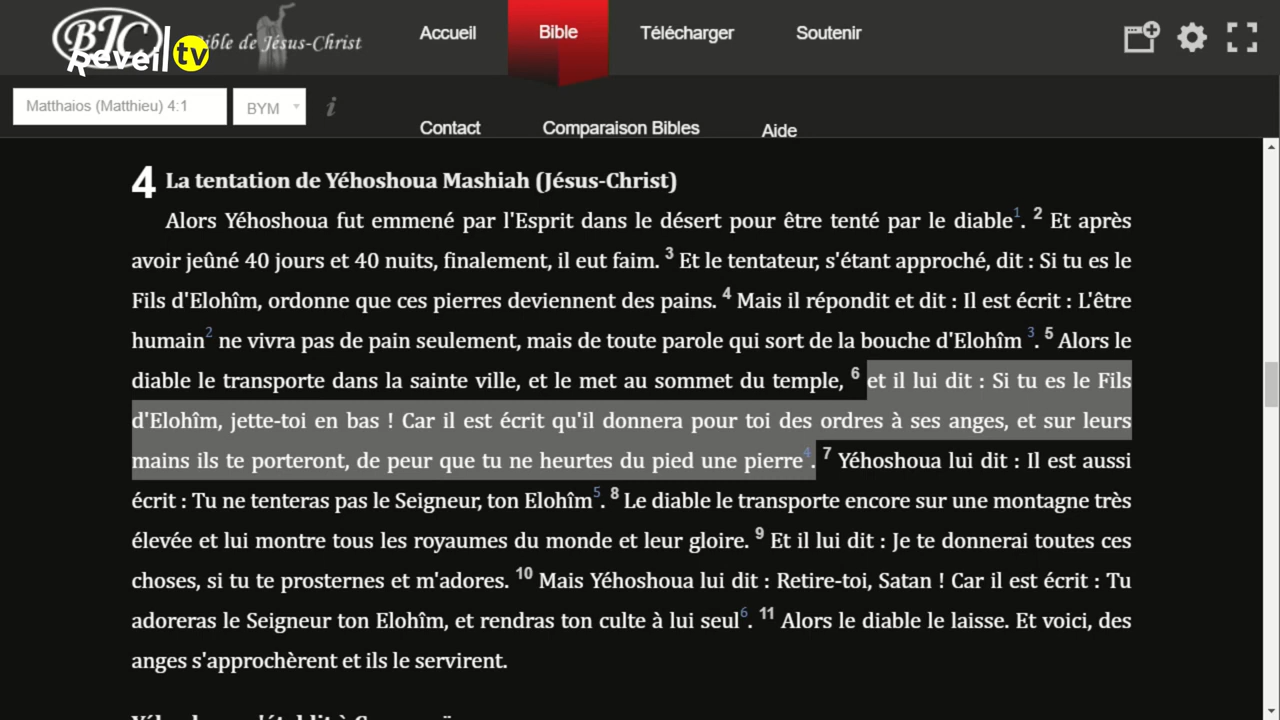 BJC
Réveil tv
Bible de Jésus-Christ
Accueil
Bible
Télécharger
Soutenir
Matthaios (Matthieu) 4:1
BYM
i
Contact
Comparaison Bibles
Aide
4 La tentation de Yéhoshoua Mashiah (Jésus-Christ)
Alors Yéhoshoua fut emmené par l'Esprit dans le désert pour être tenté par le diable1. 2 Et après
avoir jeûné 40 jours et 40 nuits, finalement, il eut faim. 3 Et le tentateur, s'étant approché, dit : Si tu es le
Fils d'Elohîm, ordonne que ces pierres deviennent des pains. 4 Mais il répondit et dit : Il est écrit : L'être
humain2 ne vivra pas de pain seulement, mais de toute parole qui sort de la bouche d'Elohîm 3. 5 Alors le
diable le transporte dans la sainte ville, et le met au sommet du temple, 6 et il lui dit : Si tu es le Fils
d'Elohîm, jette-toi en bas ! Car il est écrit qu'il donnera pour toi des ordres à ses anges, et sur leurs
mains ils te porteront, de peur que tu ne heurtes du pied une pierre4. 7 Yéhoshoua lui dit : Il est aussi
écrit : Tu ne tenteras pas le Seigneur, ton Elohîm5. 8 Le diable le transporte encore sur une montagne très
élevée et lui montre tous les royaumes du monde et leur gloire. 9 Et il lui dit : Je te donnerai toutes ces
choses, si tu te prosternes et m'adores. 10 Mais Yéhoshoua lui dit : Retire-toi, Satan ! Car il est écrit : Tu
adoreras le Seigneur ton Elohîm, et rendras ton culte à lui seul6. 11 Alors le diable le laisse. Et voici, des
anges s'approchèrent et ils le servirent.